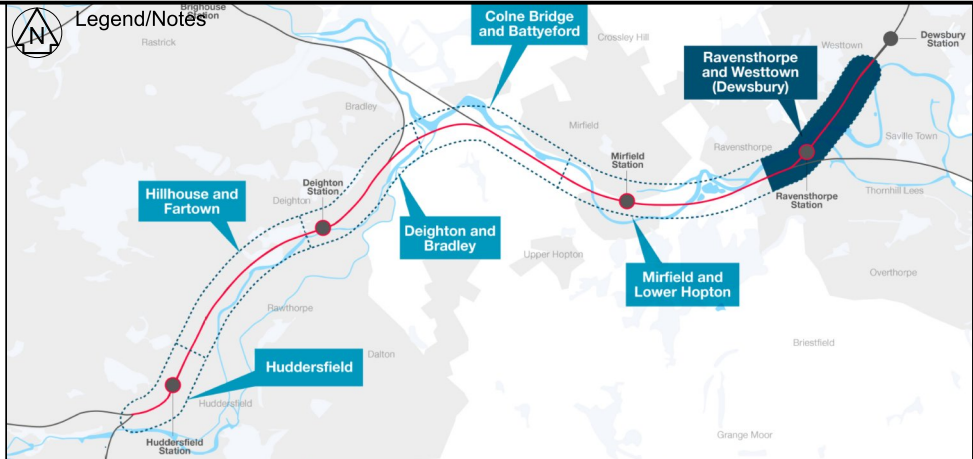 N
Legend/Notes
Brighouse
Station
Rastrick
Colne Bridge
and Battyeford
Crossley Hill
Westtown
Dewsbury
Station
Ravensthorpe
and Westtown
(Dewsbury)
Bradley
Mirfield
Ravensthorpe
Saville Town
Mirfield
Station
Deighton
Station
Deighton
Hillhouse and
Fartown
Thornhill Lees
Ravensthorpe
Station
Deighton and
Bradley
Upper Hopton
Mirfield and
Lower Hopton
Overthorpe
Rawthorpe
Briestfield
Dalton
Huddersfield
Huddersfield
Huddersfield
Station
Grange Moor